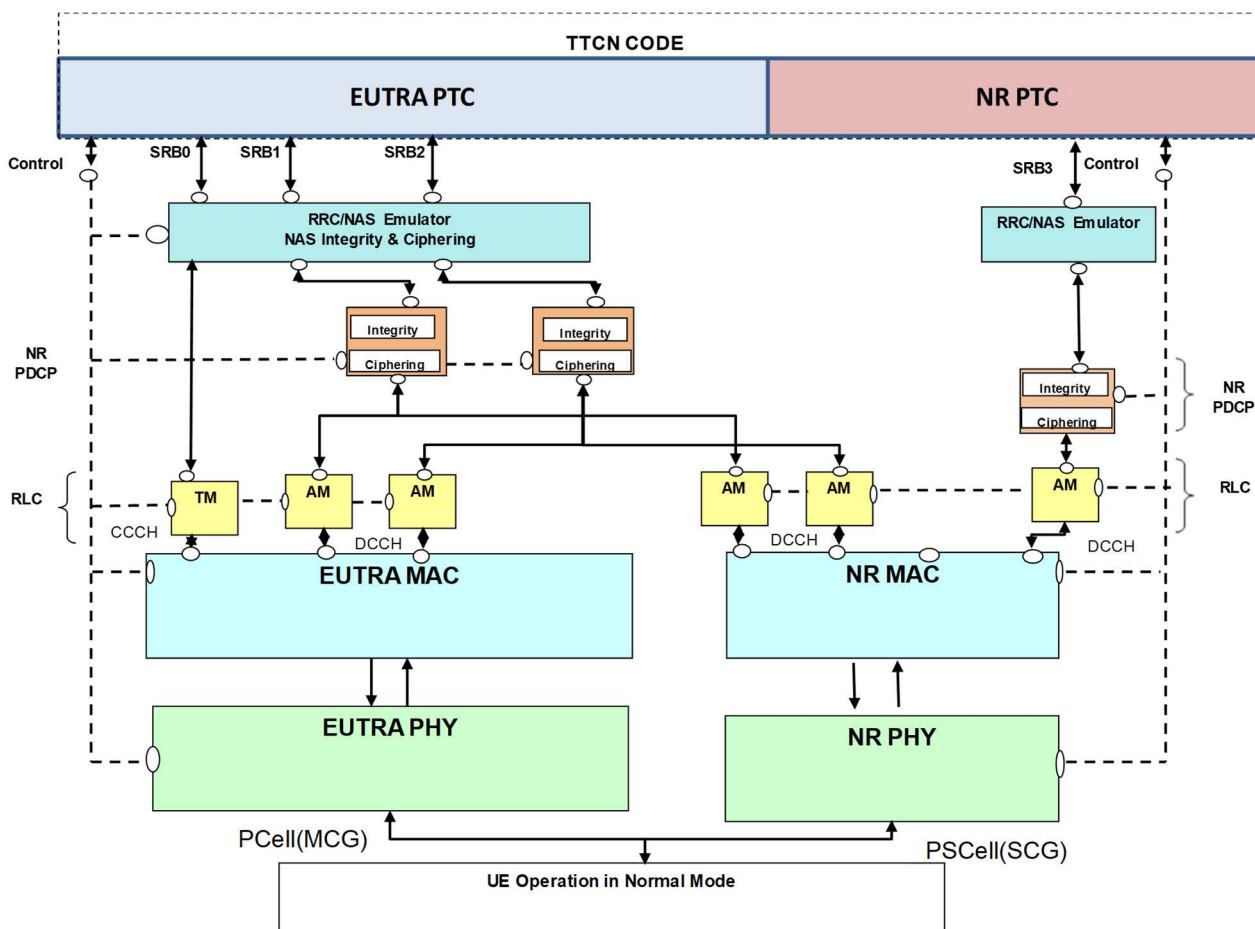 TTCN CODE
EUTRA PTC
NR PTC
Control
SRB0
SRB1
SRB2
SRB3
Control
RRC/NAS Emulator
NAS Integrity & Ciphering
RRC/NAS Emulator
NR
PDCP
Integrity
Ciphering
Integrity
Ciphering
Integrity
Ciphering
NR
PDCP
RLC
TM
AM
AM
AM
AM
AM
RLC
CCCH
DCCH
DCCH
DCCH
EUTRA MAC
NR MAC
EUTRA PHY
NR PHY
PCell(MCG)
PSCell(SCG)
UE Operation in Normal Mode